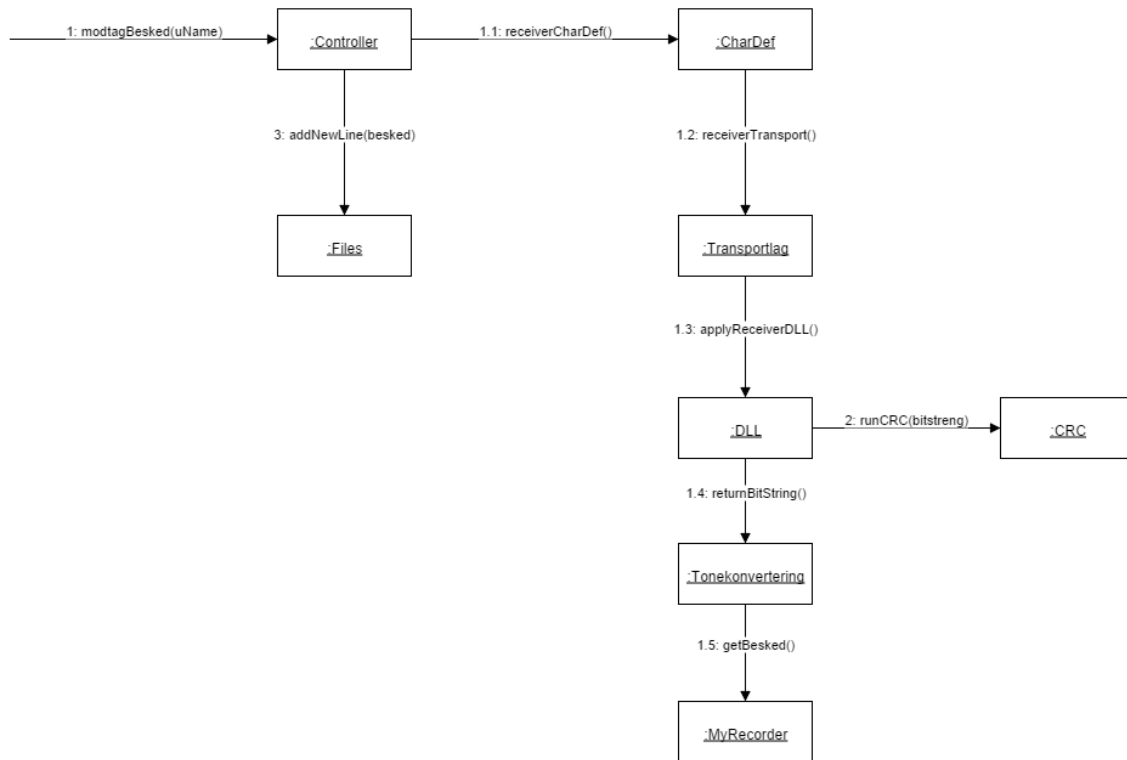 1: modtagBesked(uName)
:Controller
1.1: receiverCharDef()
:CharDef
3: addNewLine(besked)
1.2: receiverTransport()
:Files
:Transportlag
1.3: applyReceiverDLL()
:DLL
2: runCRC(bitstreng)
:CRC
1.4: returnBitString()
:Tonekonvertering
1.5: getBesked()
:MyRecorder